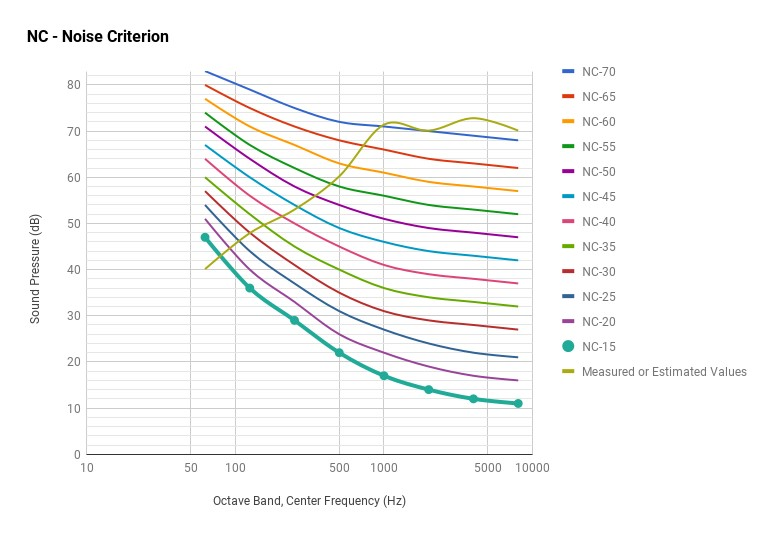 NC - Noise Criterion
80
70
60
50
40
30
20
10
0
Sound Pressure (dB)
10
50
100
500
1000
5000
10000
Octave Band, Center Frequency (Hz)
NC-70
NC-65
NC-60
NC-55
NC-50
NC-45
NC-40
NC-35
NC-30
NC-25
NC-20
NC-15
Measured or Estimated Values